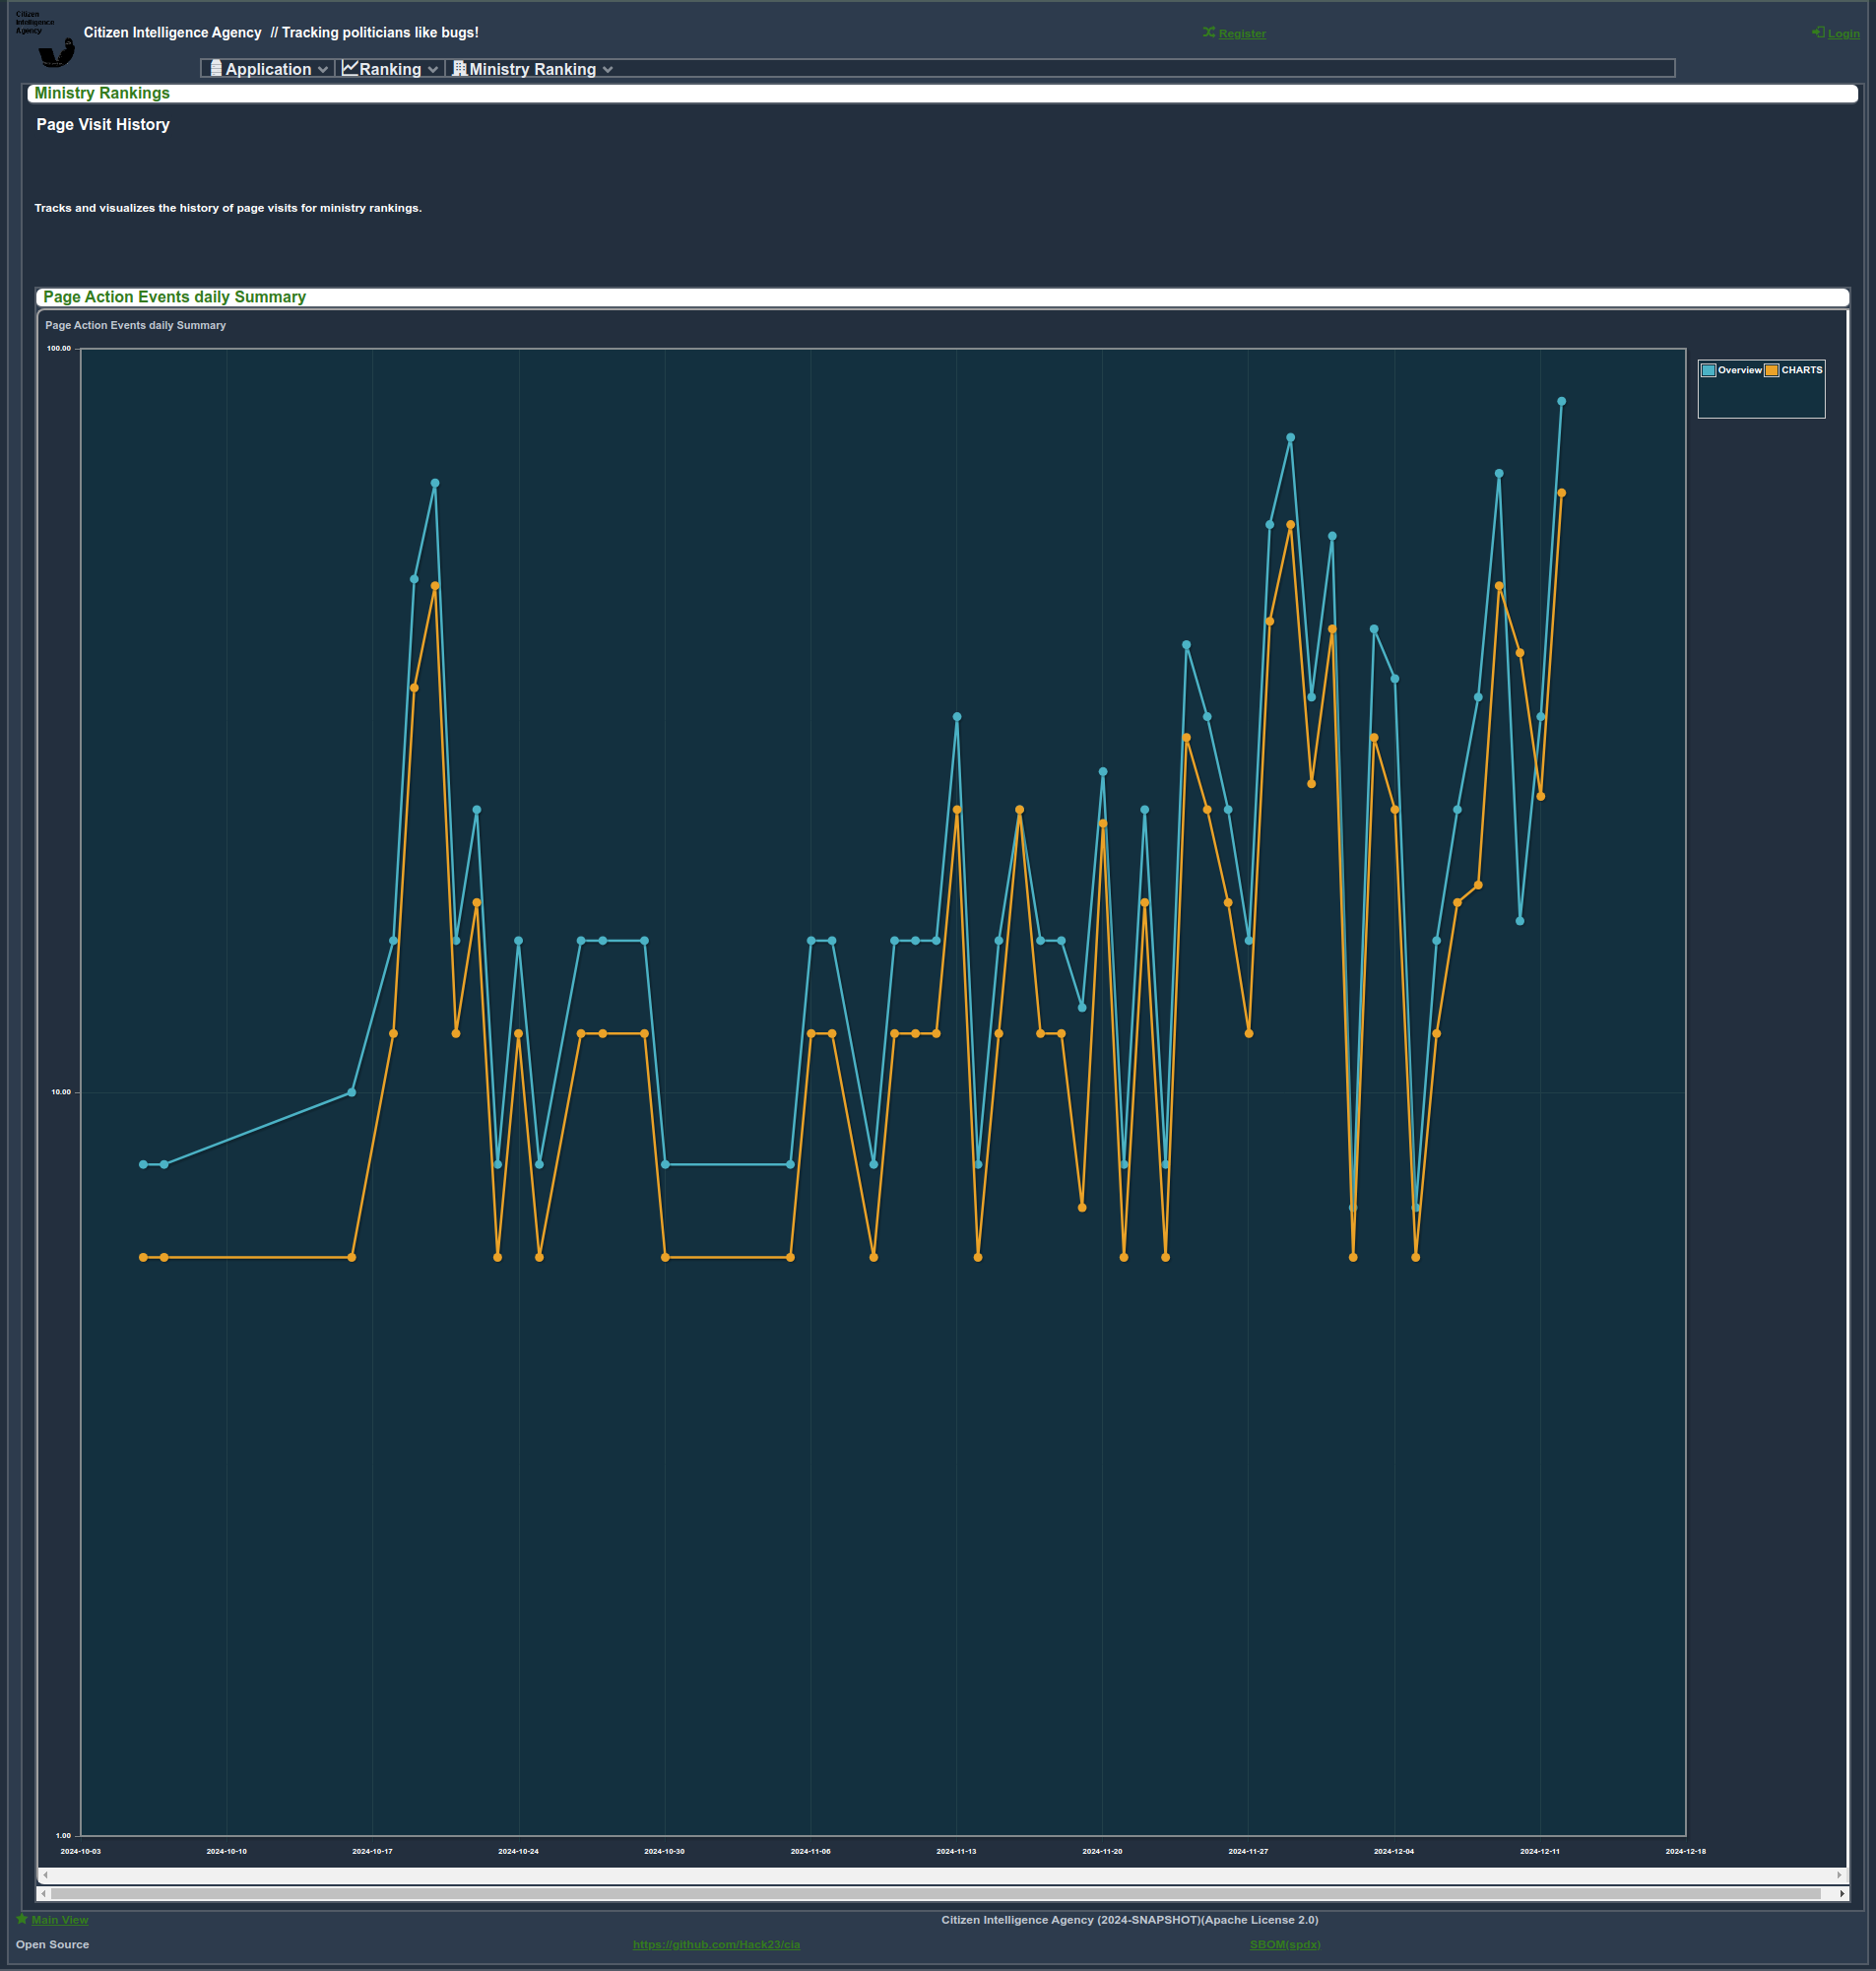 Citizen
Intelligence
Agency
Citizen Intelligence Agency // Tracking politicians like bugs!
Register
Login
Application
Ranking
Ministry Ranking
Ministry Rankings
Page Visit History
Tracks and visualizes the history of page visits for ministry rankings.
Page Action Events daily Summary
Page Action Events daily Summary
100.00
Overview CHARTS
10.00
1.00
2024-10-03 2024-10-10 2024-10-17 2024-10-24 2024-10-30 2024-11-06 2024-11-13 2024-11-20 2024-11-27 2024-12-04 2024-12-11 2024-12-18
Main View
Citizen Intelligence Agency (2024-SNAPSHOT)(Apache License 2.0)
Open Source
https://github.com/Hack23/cia
SBOM(spdx)